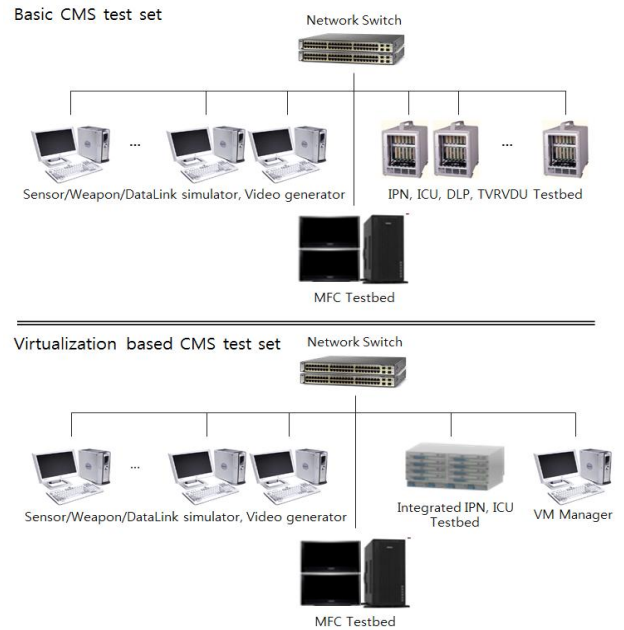 Basic CMS test set
Network Switch
...
...
Sensor/Weapon/DataLink simulator, Video generator
IPN, ICU, DLP, TVRVDU Testbed
MFC Testbed
Virtualization based CMS test set
Network Switch
...
Sensor/Weapon/DataLink simulator, Video generator
Integrated IPN, ICU
Testbed
VM Manager
MFC Testbed